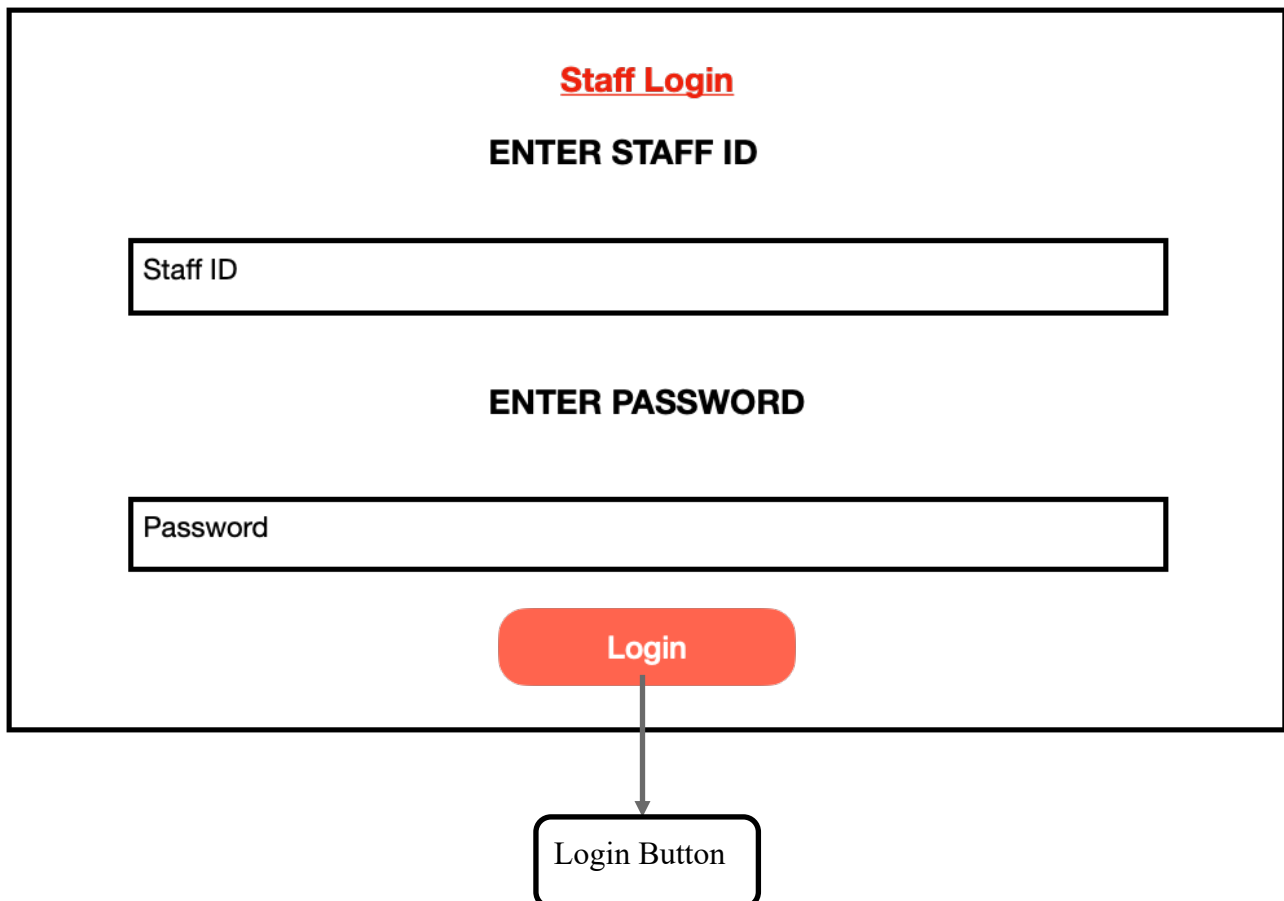 Staff Login
ENTER STAFF ID
Staff ID
ENTER PASSWORD
Password
Login
Login Button